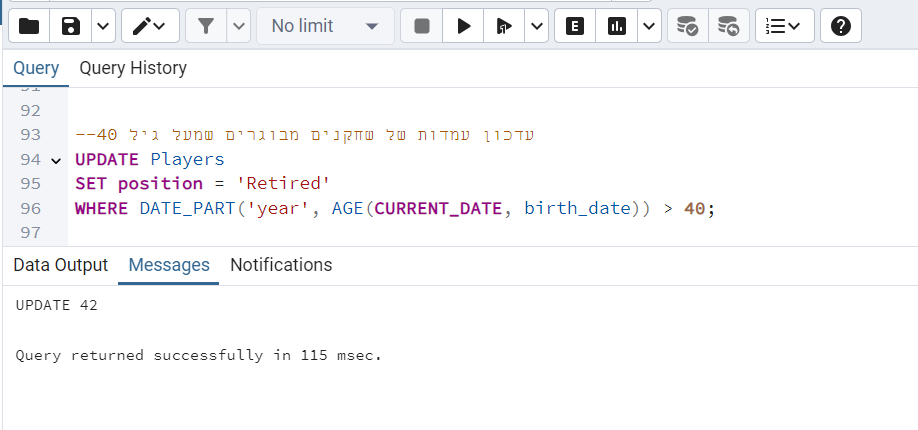 No limit
E
Query Query History
92
93 --עדכון עמדות של שחקנים מבוגרים שמעל גיל 40
94 UPDATE Players
95 SET position = 'Retired'
96 WHERE DATE_PART('year', AGE(CURRENT_DATE, birth_date)) > 40;
97
Data Output Messages Notifications
UPDATE 42
Query returned successfully in 115 msec.